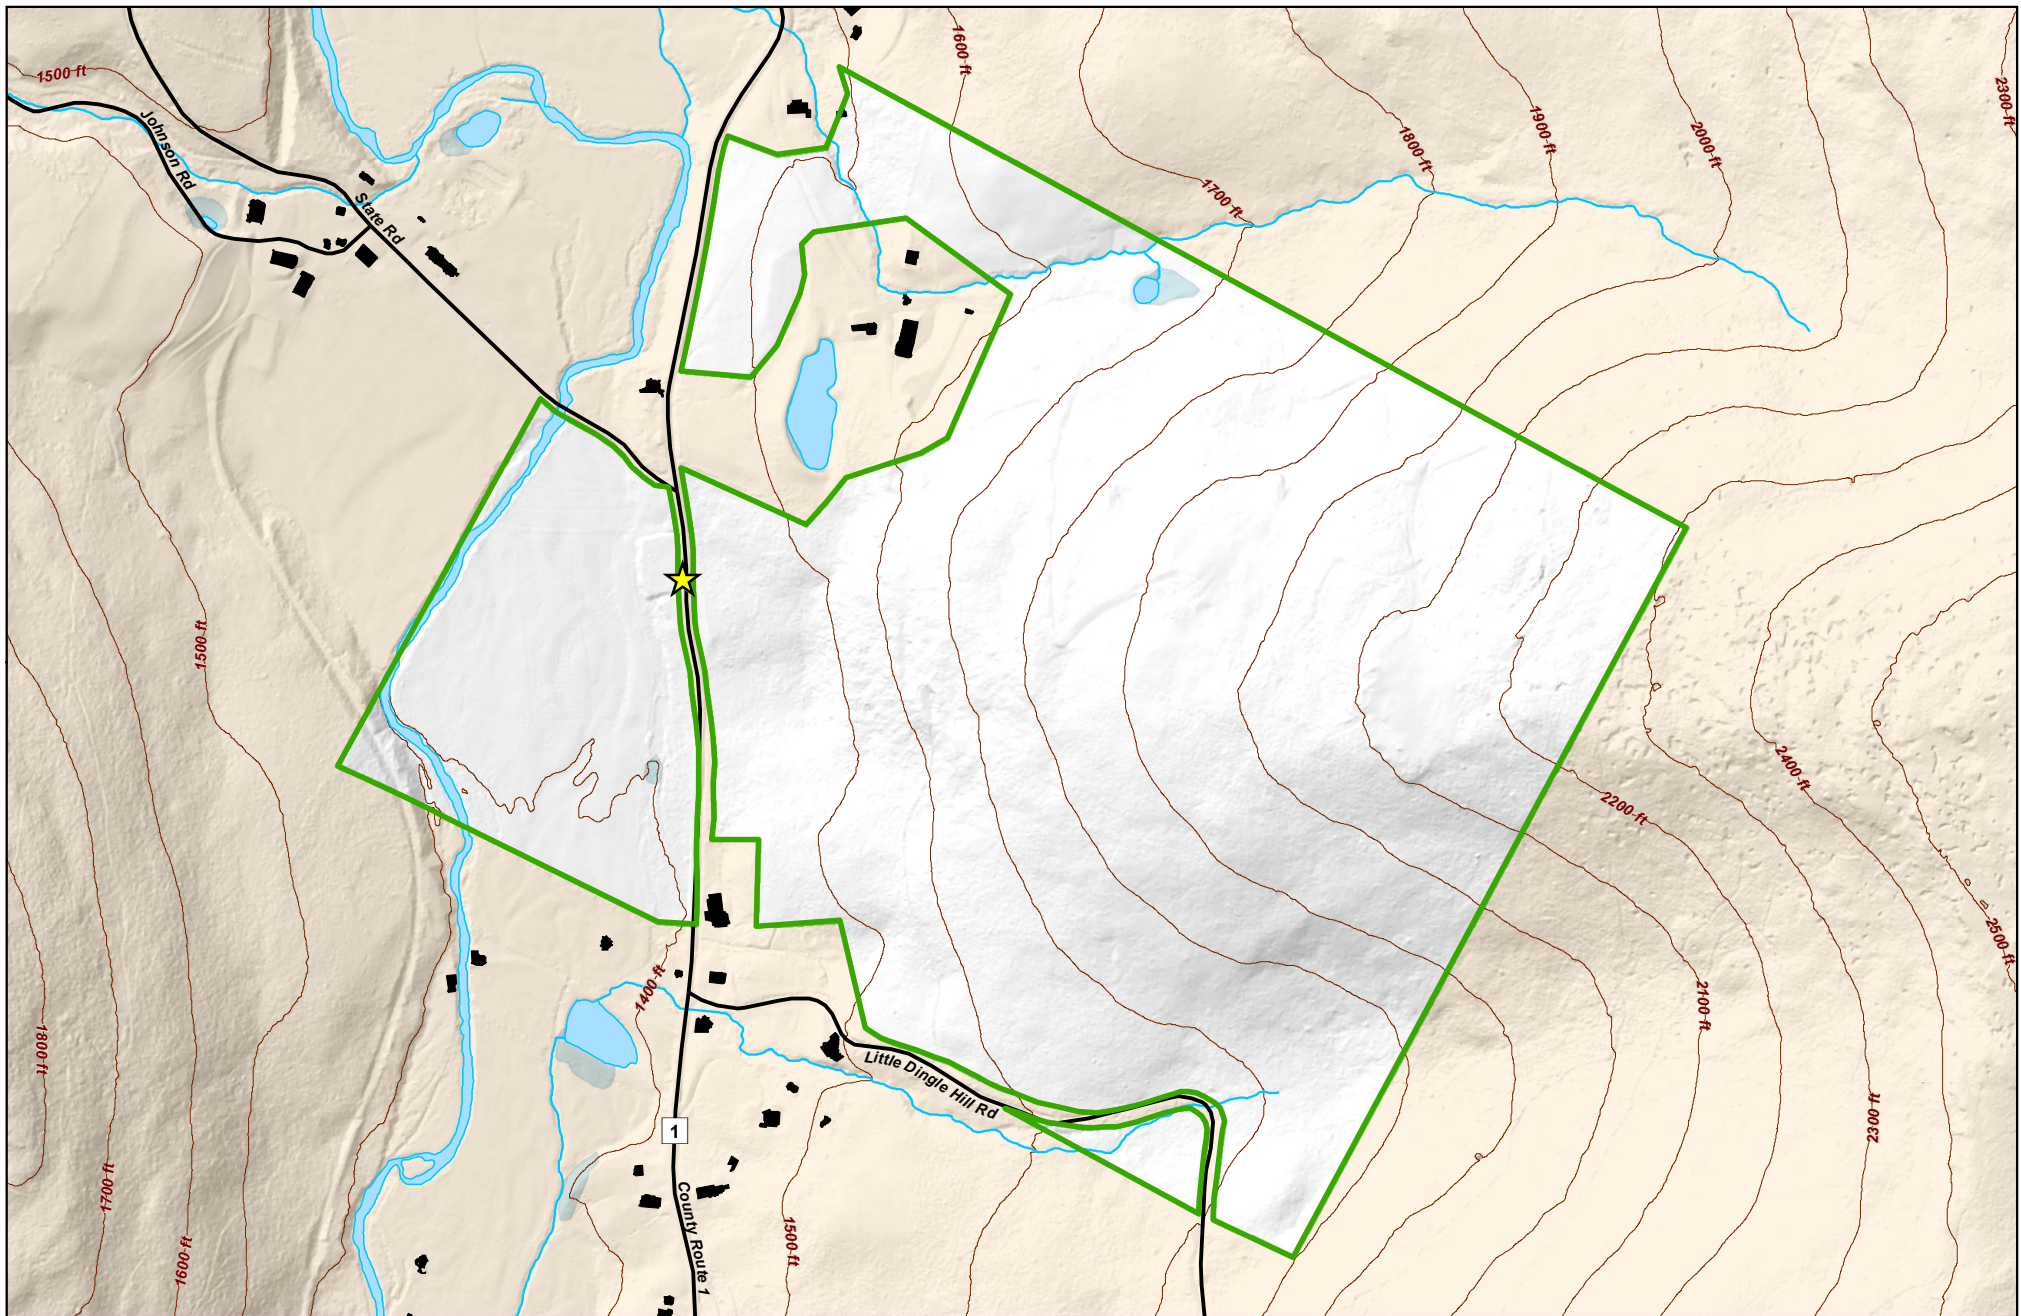 1500 ft
1600 ft
2300 ft
Johnson Rd
1800 ft
1900 ft
2000 ft
State Rd
1700 ft
1500 ft
2400 ft
2200 ft
1400 ft
2500 ft
2100 ft
1800 ft
Little Dingle Hill Rd
1
2300 ft
1700 ft
1600 ft
1500 ft
County Route 1